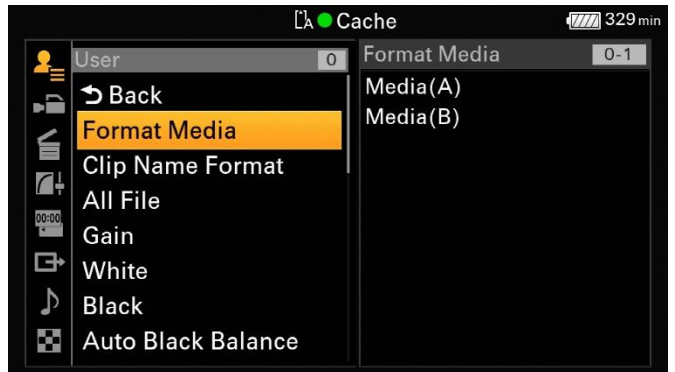 A Cache 329 min
User 0
Back
Format Media
Clip Name Format
All File
Gain
White
Black
Auto Black Balance
00:00
Format Media 0-1
Media(A)
Media(B)